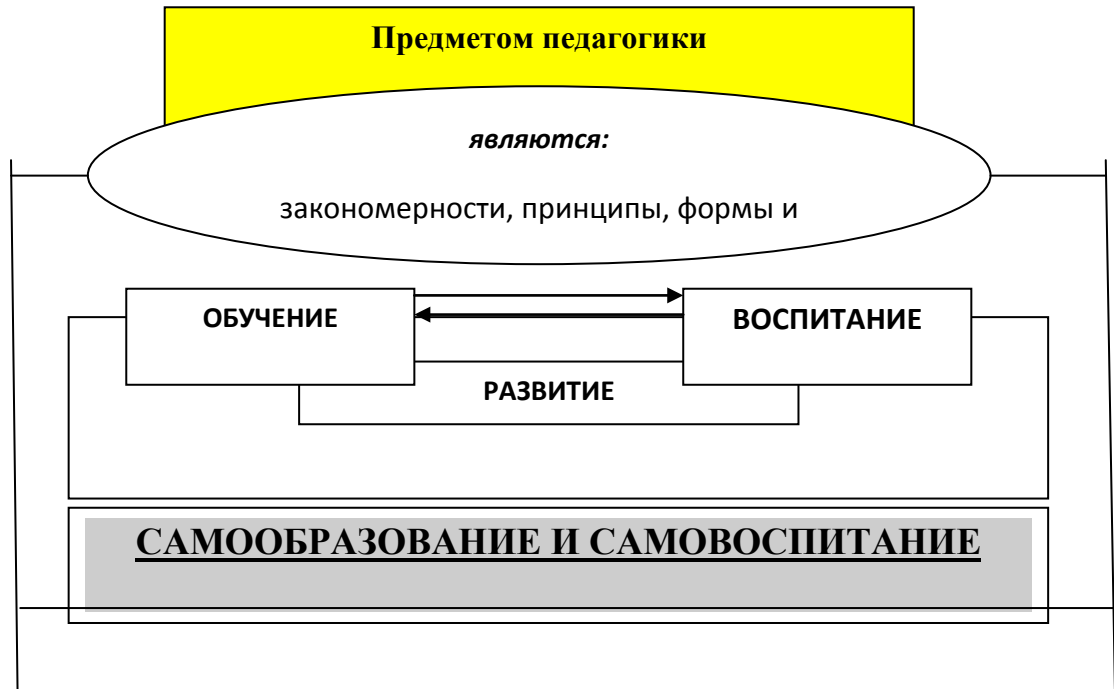 Предметом педагогики
являются:
закономерности, принципы, формы и
ОБУЧЕНИЕ
ВОСПИТАНИЕ
РАЗВИТИЕ
САМООБРАЗОВАНИЕ И САМОВОСПИТАНИЕ